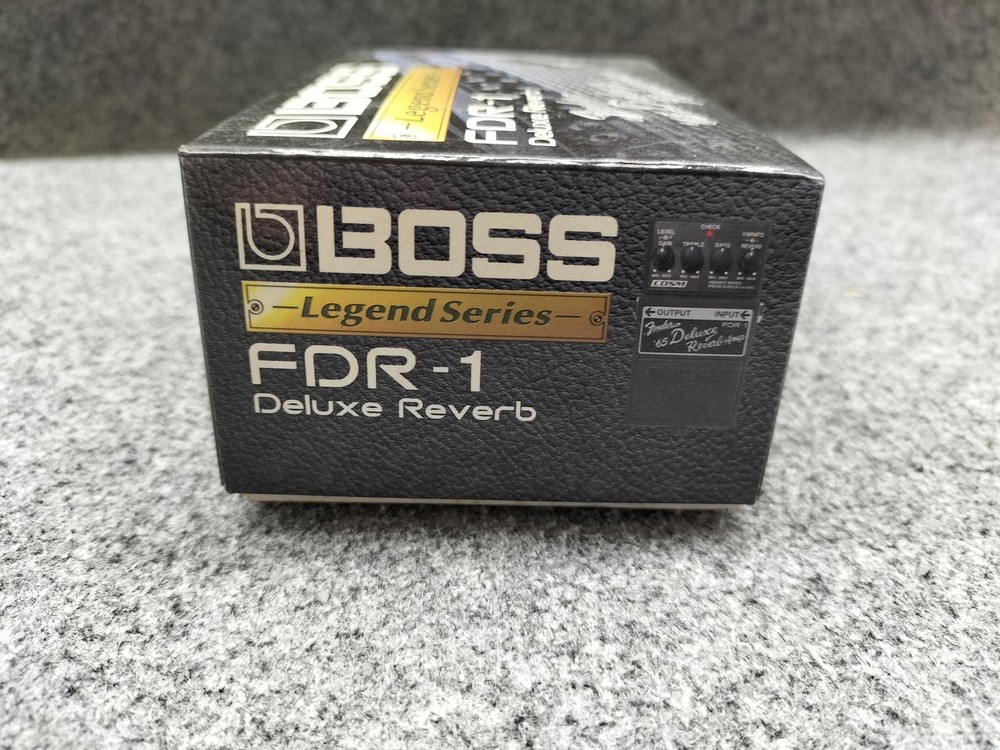 BOSS
Legend Series
FDR-1
Deluxe Reverb
BOSS
—Legend Series—
FDR-1
Deluxe Reverb
LEVEL CHECK VIBRATO
GAIN TREBLE BASS REVERB
COSM
←OUTPUT INPUT←
FDR-1
Fender
'65 Deluxe
Reverb-Amp